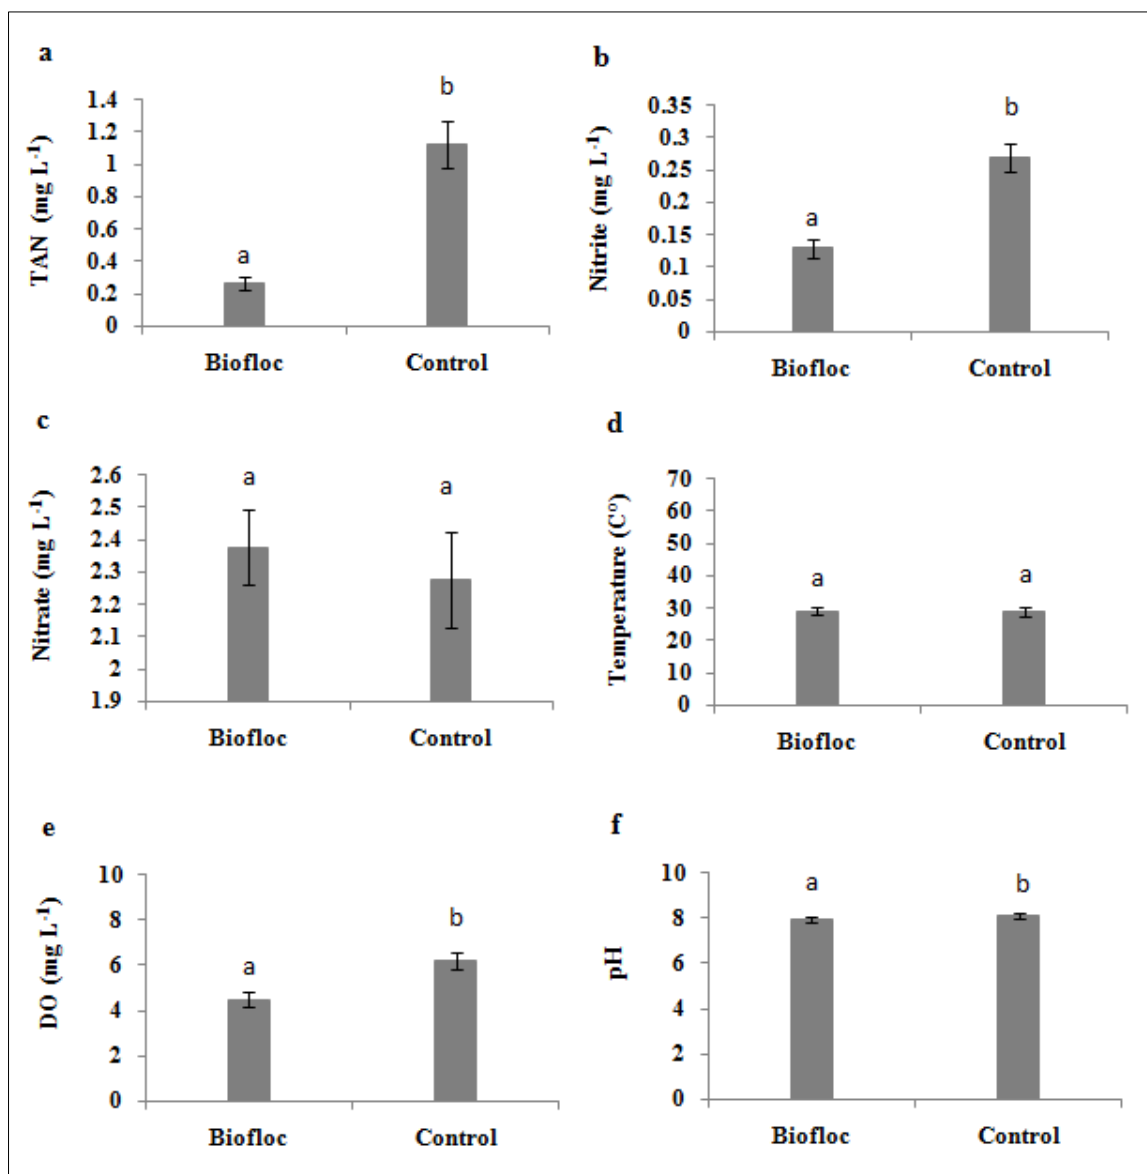 a
TAN (mg L-1)
1.4
1.2
1
0.8
0.6
0.4
0.2
0
a
b
Biofloc
Control
b
Nitrite (mg L-1)
0.35
0.3
0.25
0.2
0.15
0.1
0.05
0
a
b
Biofloc
Control
c
Nitrate (mg L-1)
2.6
2.5
2.4
2.3
2.2
2.1
2
1.9
a
a
Biofloc
Control
d
Temperature (Cº)
70
60
50
40
30
20
10
0
a
a
Biofloc
Control
e
DO (mg L-1)
10
8
6
4
2
0
a
b
Biofloc
Control
f
pH
10
8
6
4
2
0
a
b
Biofloc
Control